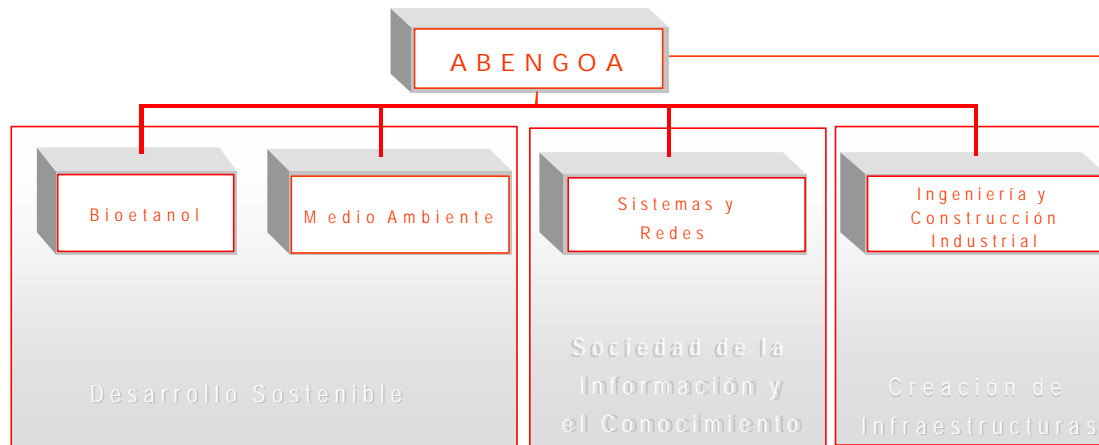 ABENGOA
Bioetanol
Medio Ambiente
Sistemas y
Redes
Ingeniería y
Construcción
Industrial
Desarrollo Sostenible
Sociedad de la
Información y
el Conocimiento
Creación de
Infraestructuras